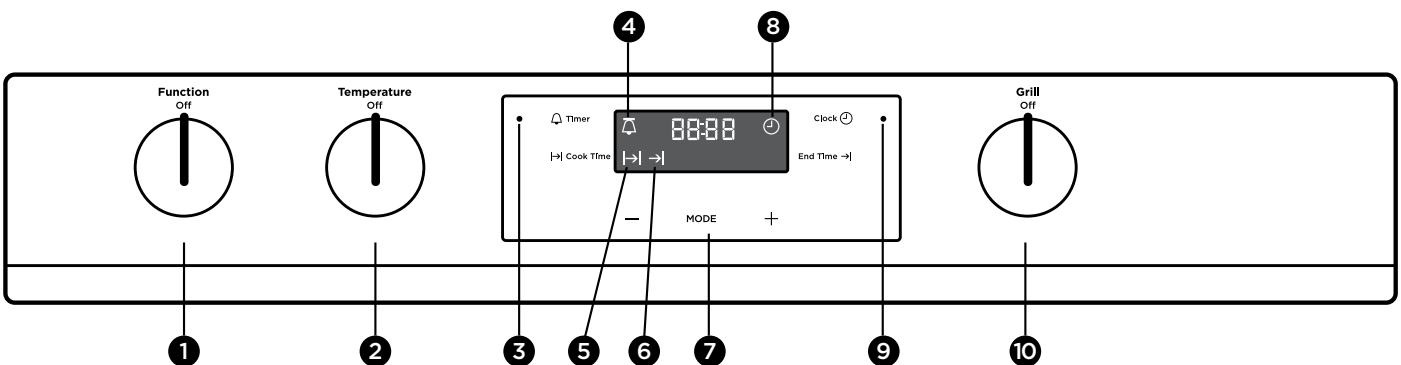 4 8
Function Temperature Grill
Off Off Off
Timer 88:88 Clock
Cook Time End Time
− MODE +
1 2 3 5 6 7 9 10